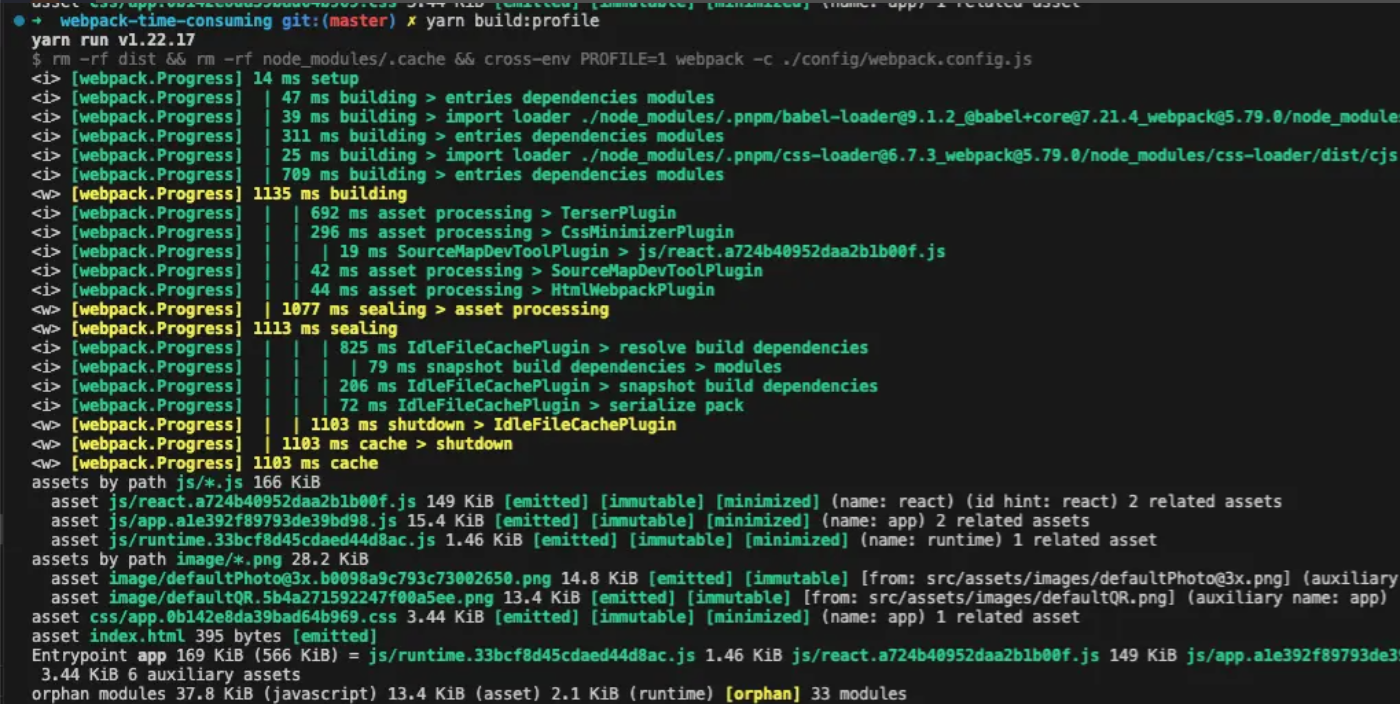 asset css/app.0b142e8da39bad64b969.css 3.44 KiB [emitted] [immutable] [minimized] (name: app) 1 related asset
➜ webpack-time-consuming git:(master) ✗ yarn build:profile
yarn run v1.22.17
$ rm -rf dist && rm -rf node_modules/.cache && cross-env PROFILE=1 webpack -c ./config/webpack.config.js
<i> [webpack.Progress] 14 ms setup
<i> [webpack.Progress]  | 47 ms building > entries dependencies modules
<i> [webpack.Progress]  | 39 ms building > import loader ./node_modules/.pnpm/babel-loader@9.1.2_@babel+core@7.21.4_webpack@5.79.0/node_modules
<i> [webpack.Progress]  | 311 ms building > entries dependencies modules
<i> [webpack.Progress]  | 25 ms building > import loader ./node_modules/.pnpm/css-loader@6.7.3_webpack@5.79.0/node_modules/css-loader/dist/cjs
<i> [webpack.Progress]  | 709 ms building > entries dependencies modules
<w> [webpack.Progress] 1135 ms building
<i> [webpack.Progress]  |  | 692 ms asset processing > TerserPlugin
<i> [webpack.Progress]  |  | 296 ms asset processing > CssMinimizerPlugin
<i> [webpack.Progress]  |  |  | 19 ms SourceMapDevToolPlugin > js/react.a724b40952daa2b1b00f.js
<i> [webpack.Progress]  |  | 42 ms asset processing > SourceMapDevToolPlugin
<i> [webpack.Progress]  |  | 44 ms asset processing > HtmlWebpackPlugin
<w> [webpack.Progress]  | 1077 ms sealing > asset processing
<w> [webpack.Progress] 1113 ms sealing
<i> [webpack.Progress]  |  |  | 825 ms IdleFileCachePlugin > resolve build dependencies
<i> [webpack.Progress]  |  |  |  | 79 ms snapshot build dependencies > modules
<i> [webpack.Progress]  |  |  | 206 ms IdleFileCachePlugin > snapshot build dependencies
<i> [webpack.Progress]  |  |  | 72 ms IdleFileCachePlugin > serialize pack
<w> [webpack.Progress]  |  | 1103 ms shutdown > IdleFileCachePlugin
<w> [webpack.Progress]  | 1103 ms cache > shutdown
<w> [webpack.Progress] 1103 ms cache
assets by path js/*.js 166 KiB
asset js/react.a724b40952daa2b1b00f.js 149 KiB [emitted] [immutable] [minimized] (name: react) (id hint: react) 2 related assets
asset js/app.a1e392f89793de39bd98.js 15.4 KiB [emitted] [immutable] [minimized] (name: app) 2 related assets
asset js/runtime.33bcf8d45cdaed44d8ac.js 1.46 KiB [emitted] [immutable] [minimized] (name: runtime) 1 related asset
assets by path image/*.png 28.2 KiB
asset image/defaultPhoto@3x.b0098a9c793c73002650.png 14.8 KiB [emitted] [immutable] [from: src/assets/images/defaultPhoto@3x.png] (auxiliary
asset image/defaultQR.5b4a271592247f00a5ee.png 13.4 KiB [emitted] [immutable] [from: src/assets/images/defaultQR.png] (auxiliary name: app)
asset css/app.0b142e8da39bad64b969.css 3.44 KiB [emitted] [immutable] [minimized] (name: app) 1 related asset
asset index.html 395 bytes [emitted]
Entrypoint app 169 KiB (566 KiB) = js/runtime.33bcf8d45cdaed44d8ac.js 1.46 KiB js/react.a724b40952daa2b1b00f.js 149 KiB js/app.a1e392f89793de3
3.44 KiB 6 auxiliary assets
orphan modules 37.8 KiB (javascript) 13.4 KiB (asset) 2.1 KiB (runtime) [orphan] 33 modules